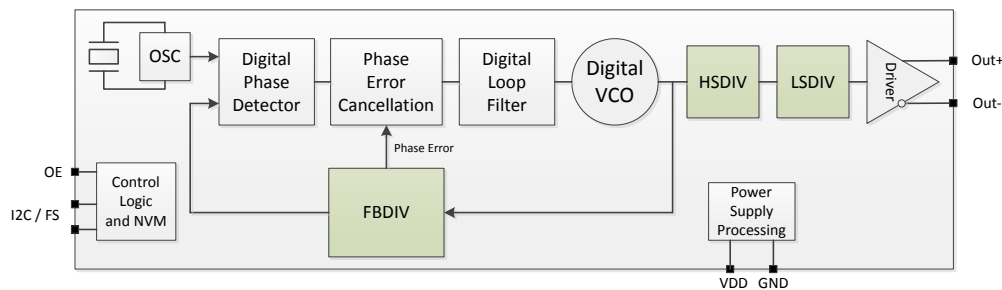 OSC
Digital
Phase
Detector
Phase
Error
Cancellation
Digital
Loop
Filter
Digital
VCO
HSDIV
LSDIV
Driver
Out+
Out-
Phase Error
FBDIV
OE
I2C / FS
Control
Logic
and NVM
Power
Supply
Processing
VDD
GND